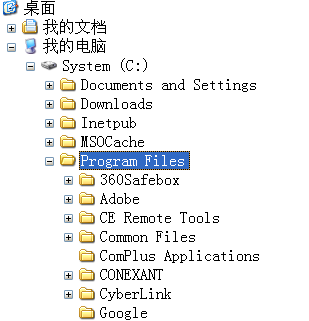 桌面
我的文档
我的电脑
System (C:)
Documents and Settings
Downloads
Inetpub
MSOCache
Program Files
360Safebox
Adobe
CE Remote Tools
Common Files
ComPlus Applications
CONEXANT
CyberLink
Google